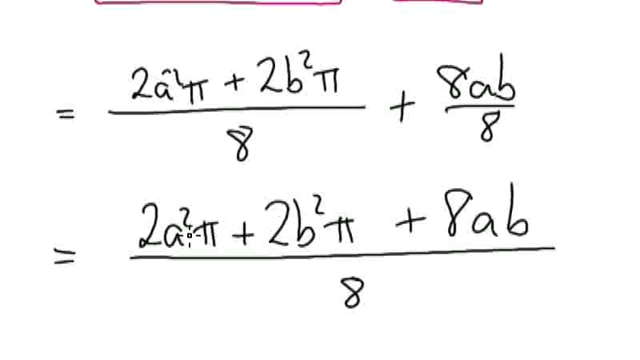 = (2a²π + 2b²π)/8 + 8ab/8
= (2a²π + 2b²π + 8ab)/8